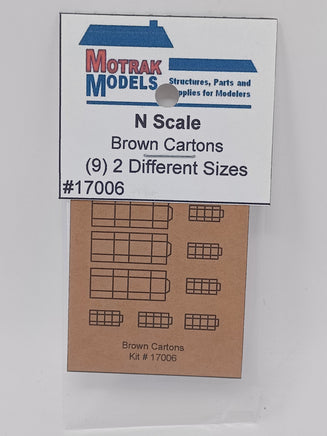 MOTRAK
MODELS
Structures, Parts and
Supplies for Modelers
N Scale
Brown Cartons
(9) 2 Different Sizes
#17006
Brown Cartons
Kit # 17006